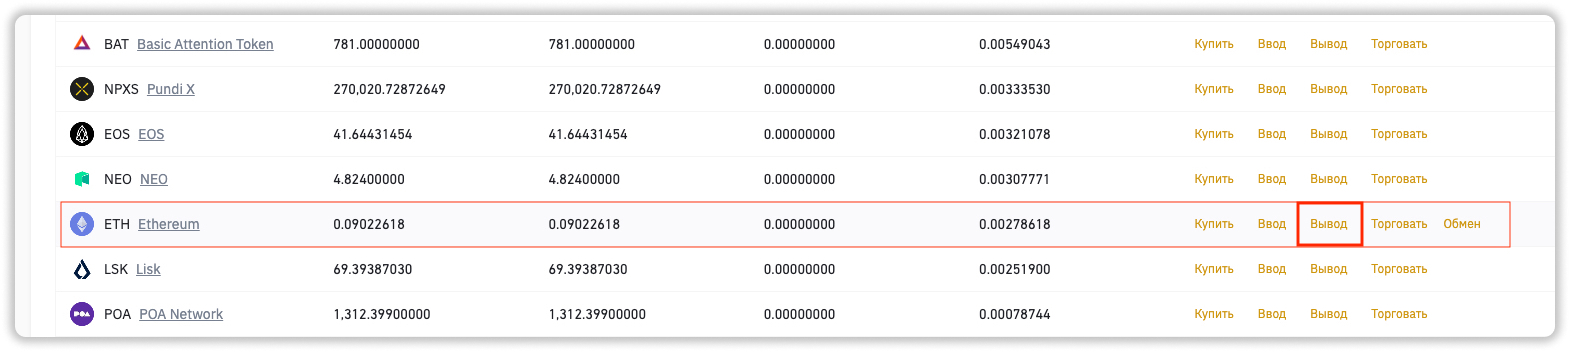 BAT Basic Attention Token 781.00000000 781.00000000 0.00000000 0.00549043 Купить Ввод Вывод Торговать
NPXS Pundi X 270,020.72872649 270,020.72872649 0.00000000 0.00333530 Купить Ввод Вывод Торговать
EOS EOS 41.64431454 41.64431454 0.00000000 0.00321078 Купить Ввод Вывод Торговать
NEO NEO 4.82400000 4.82400000 0.00000000 0.00307771 Купить Ввод Вывод Торговать
ETH Ethereum 0.09022618 0.09022618 0.00000000 0.00278618 Купить Ввод Вывод Торговать Обмен
LSK Lisk 69.39387030 69.39387030 0.00000000 0.00251900 Купить Ввод Вывод Торговать
POA POA Network 1,312.39900000 1,312.39900000 0.00000000 0.00078744 Купить Ввод Вывод Торговать